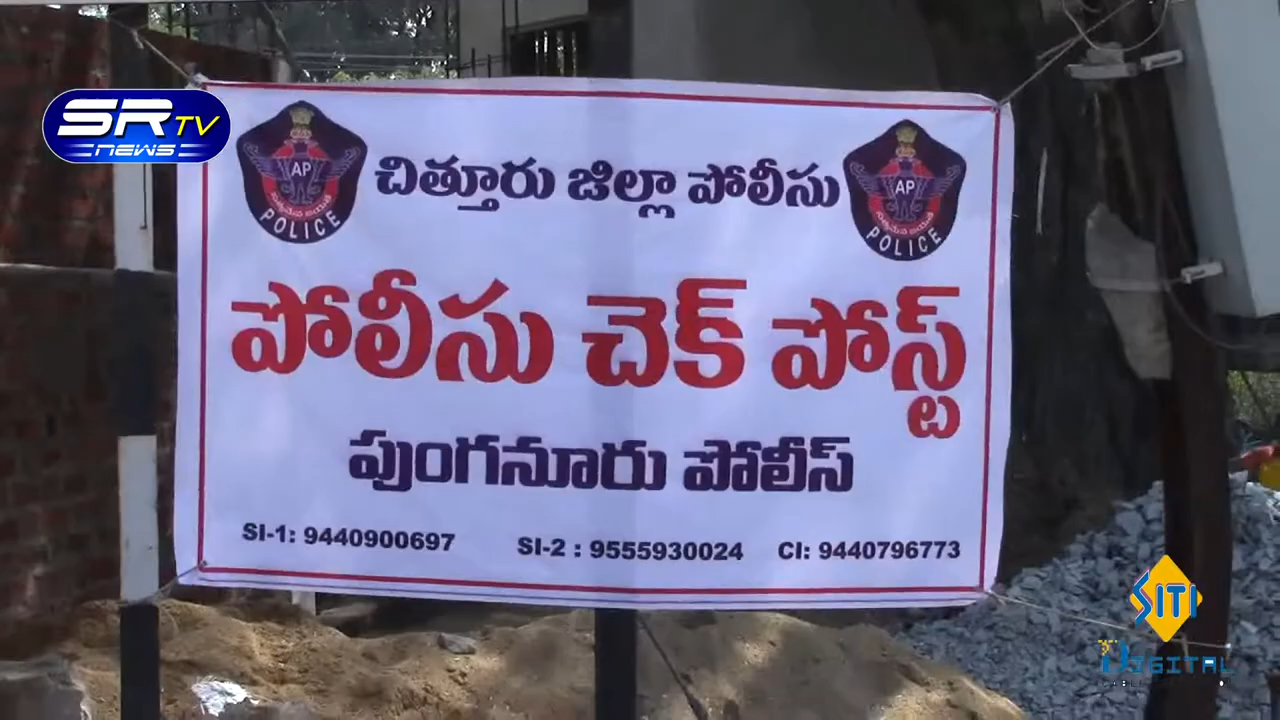 SR TV
NEWS
చిత్తూరు జిల్లా పోలీసు
AP
POLICE
AP
POLICE
పోలీసు చెక్ పోస్ట్
పుంగనూరు పోలీస్
SI-1: 9440900697 SI-2 : 9555930024 CI: 9440796773
SITI
DIGITAL